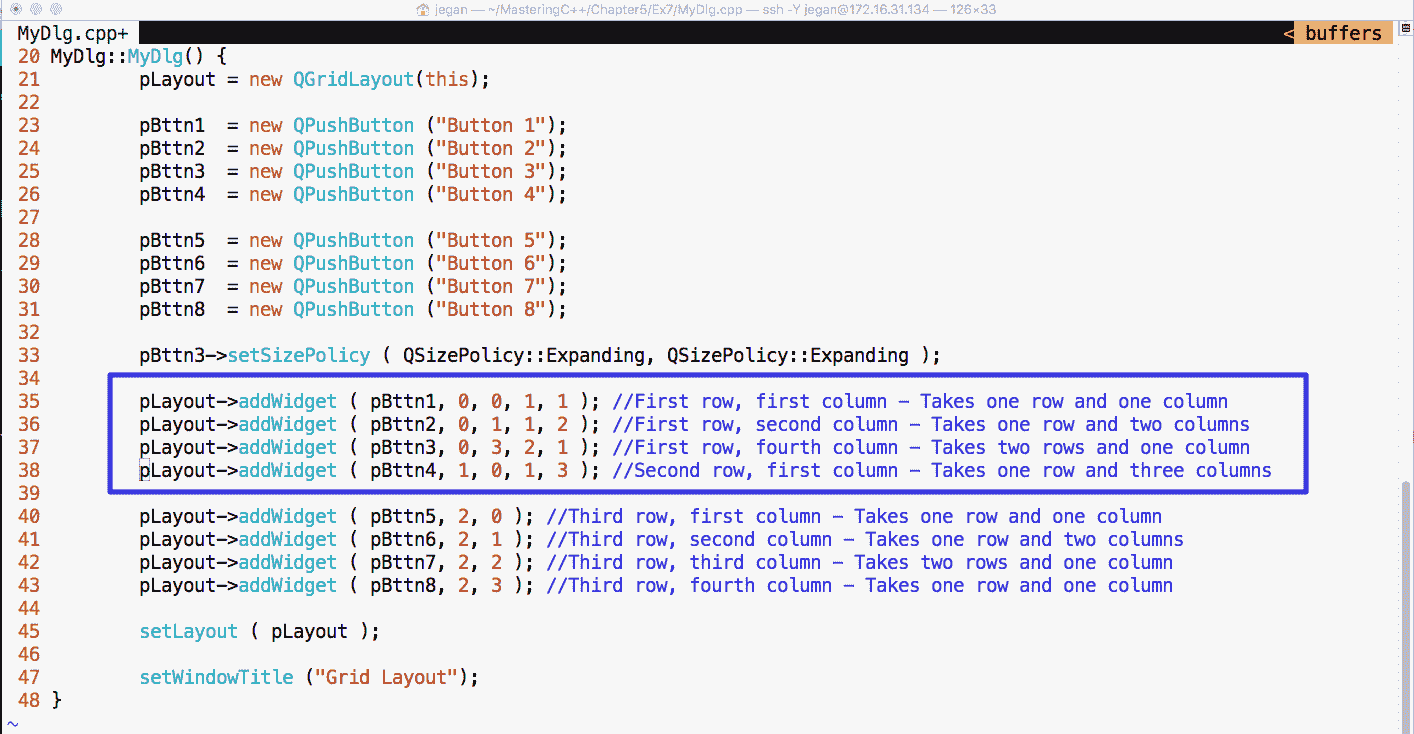 jegan — ~/MasteringC++/Chapter5/Ex7/MyDlg.cpp — ssh -Y jegan@172.16.31.134 — 126×33
MyDlg.cpp+ < buffers
20 MyDlg::MyDlg() {
21         pLayout = new QGridLayout(this);
22
23         pBttn1  = new QPushButton ("Button 1");
24         pBttn2  = new QPushButton ("Button 2");
25         pBttn3  = new QPushButton ("Button 3");
26         pBttn4  = new QPushButton ("Button 4");
27
28         pBttn5  = new QPushButton ("Button 5");
29         pBttn6  = new QPushButton ("Button 6");
30         pBttn7  = new QPushButton ("Button 7");
31         pBttn8  = new QPushButton ("Button 8");
32
33         pBttn3->setSizePolicy ( QSizePolicy::Expanding, QSizePolicy::Expanding );
34
35         pLayout->addWidget ( pBttn1, 0, 0, 1, 1 ); //First row, first column – Takes one row and one column
36         pLayout->addWidget ( pBttn2, 0, 1, 1, 2 ); //First row, second column – Takes one row and two columns
37         pLayout->addWidget ( pBttn3, 0, 3, 2, 1 ); //First row, fourth column – Takes two rows and one column
38         pLayout->addWidget ( pBttn4, 1, 0, 1, 3 ); //Second row, first column – Takes one row and three columns
39
40         pLayout->addWidget ( pBttn5, 2, 0 ); //Third row, first column – Takes one row and one column
41         pLayout->addWidget ( pBttn6, 2, 1 ); //Third row, second column – Takes one row and two columns
42         pLayout->addWidget ( pBttn7, 2, 2 ); //Third row, third column – Takes two rows and one column
43         pLayout->addWidget ( pBttn8, 2, 3 ); //Third row, fourth column – Takes one row and one column
44
45         setLayout ( pLayout );
46
47         setWindowTitle ("Grid Layout");
48 }
~